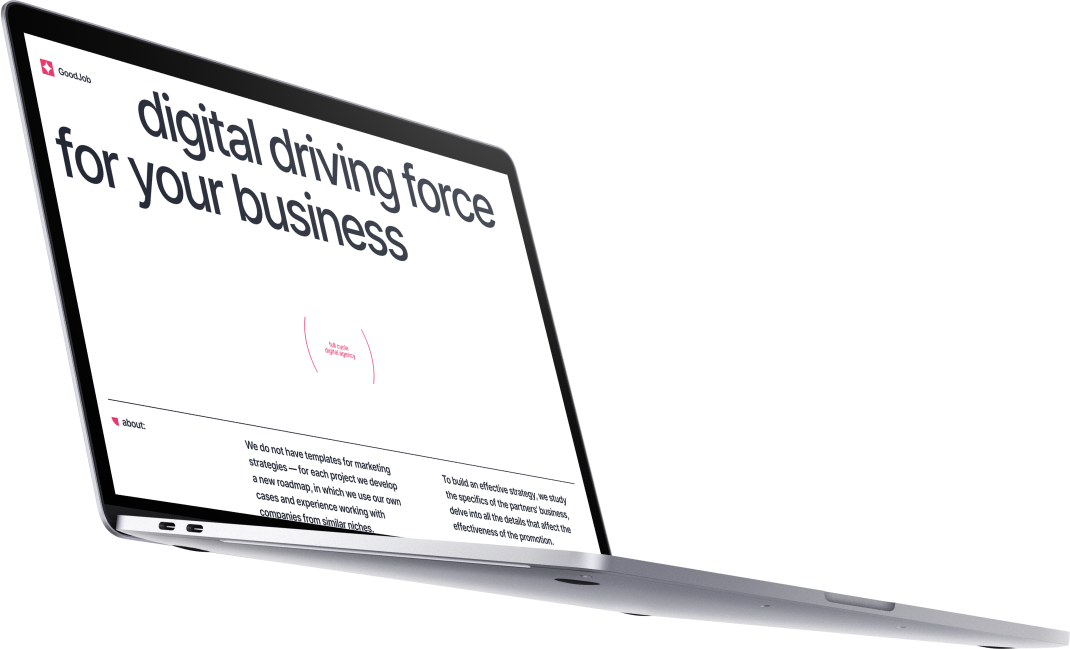 GoodJob
digital driving force
for your business
full cycle
digital agency
about:
We do not have templates for marketing
strategies — for each project we develop
a new roadmap, in which we use our own
cases and experience working with
companies from similar niches.
To build an effective strategy, we study
the specifics of the partners' business,
delve into all the details that affect the
effectiveness of the promotion.